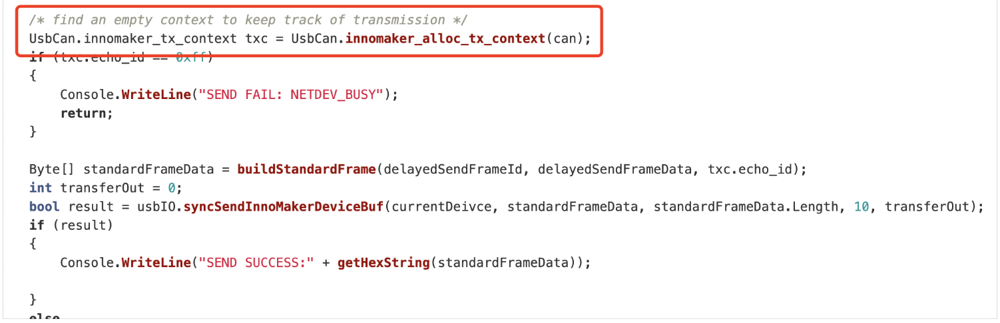 /* find an empty context to keep track of transmission */
UsbCan.innomaker_tx_context txc = UsbCan.innomaker_alloc_tx_context(can);
if (txc.echo_id == 0xff)
{
Console.WriteLine("SEND FAIL: NETDEV_BUSY");
return;
}
Byte[] standardFrameData = buildStandardFrame(delayedSendFrameId, delayedSendFrameData, txc.echo_id);
int transferOut = 0;
bool result = usbIO.syncSendInnoMakerDeviceBuf(currentDeivce, standardFrameData, standardFrameData.Length, 10, transferOut);
if (result)
{
Console.WriteLine("SEND SUCCESS:" + getHexString(standardFrameData));
}
else